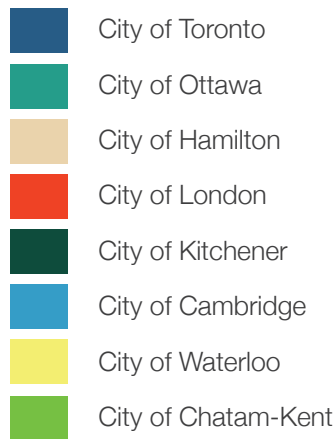 City of Toronto
City of Ottawa
City of Hamilton
City of London
City of Kitchener
City of Cambridge
City of Waterloo
City of Chatam-Kent